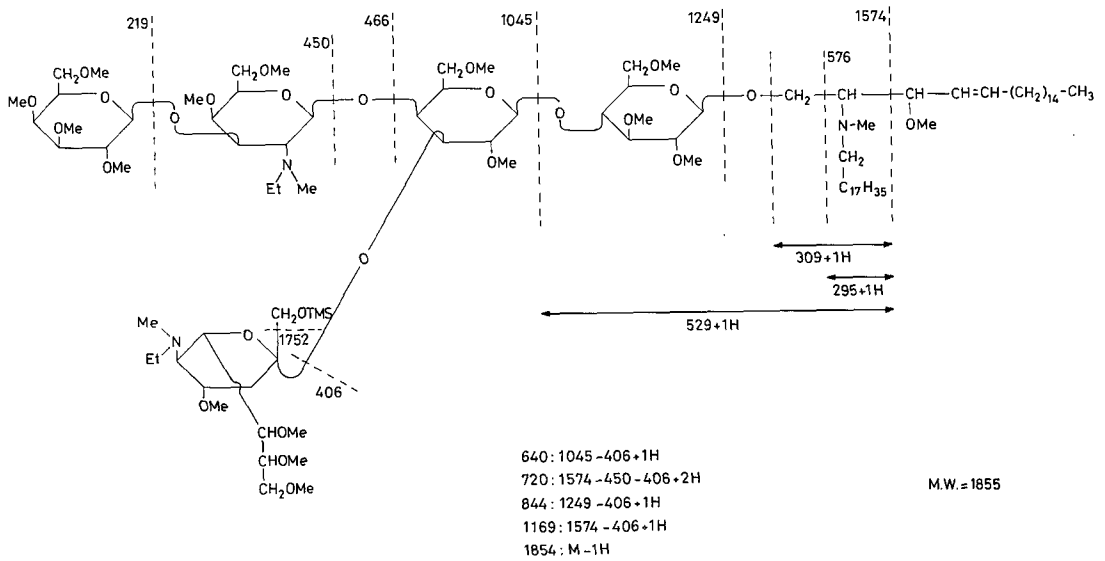 219 450 466 1045 1249 1574
576
CH₂OMe CH₂OMe CH₂OMe CH₂OMe
MeO O MeO O O O O O O O O CH₂ CH CH CH=CH-(CH₂)₁₄-CH₃
OMe OMe OMe OMe OMe OMe
N N-Me
Et Me CH₂
C₁₇H₃₅
309+1H
295+1H
529+1H
O
CH₂OTMS
Me N O 1752
Et
406
OMe
CHOMe
CHOMe
CH₂OMe
640: 1045-406+1H
720: 1574-450-406+2H
844: 1249-406+1H
1169: 1574-406+1H
1854: M-1H
M.W.=1855